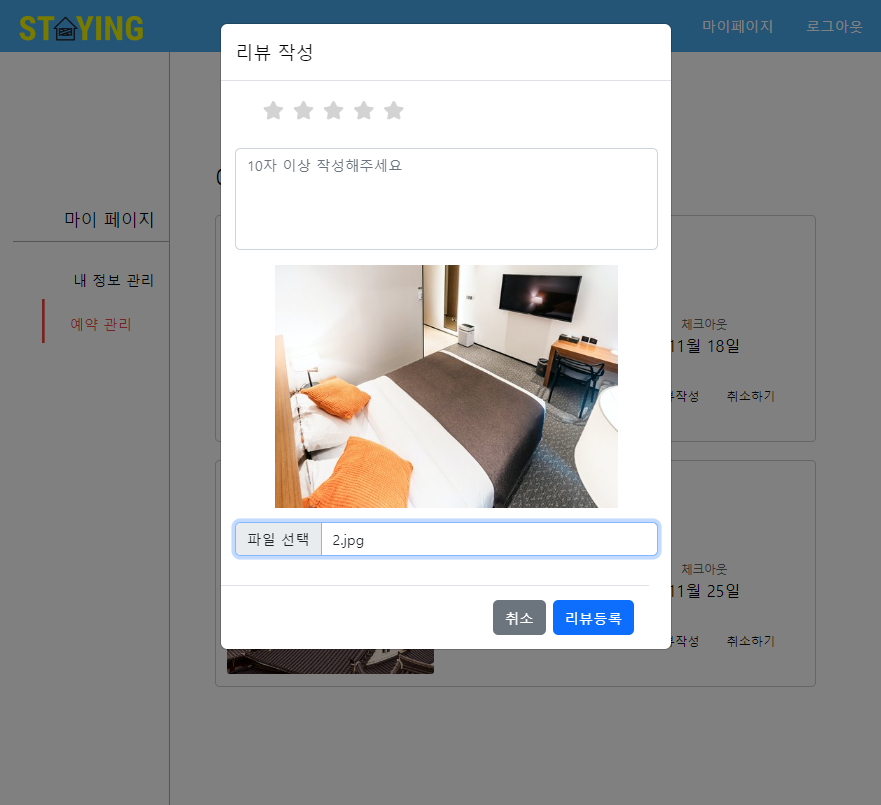 STAYING
마이페이지 로그아웃
리뷰 작성
10자 이상 작성해주세요
마이 페이지
내 정보 관리
예약 관리
체크아웃
11월 18일
작성 취소하기
파일 선택 2.jpg
체크아웃
11월 25일
취소 리뷰등록
작성 취소하기